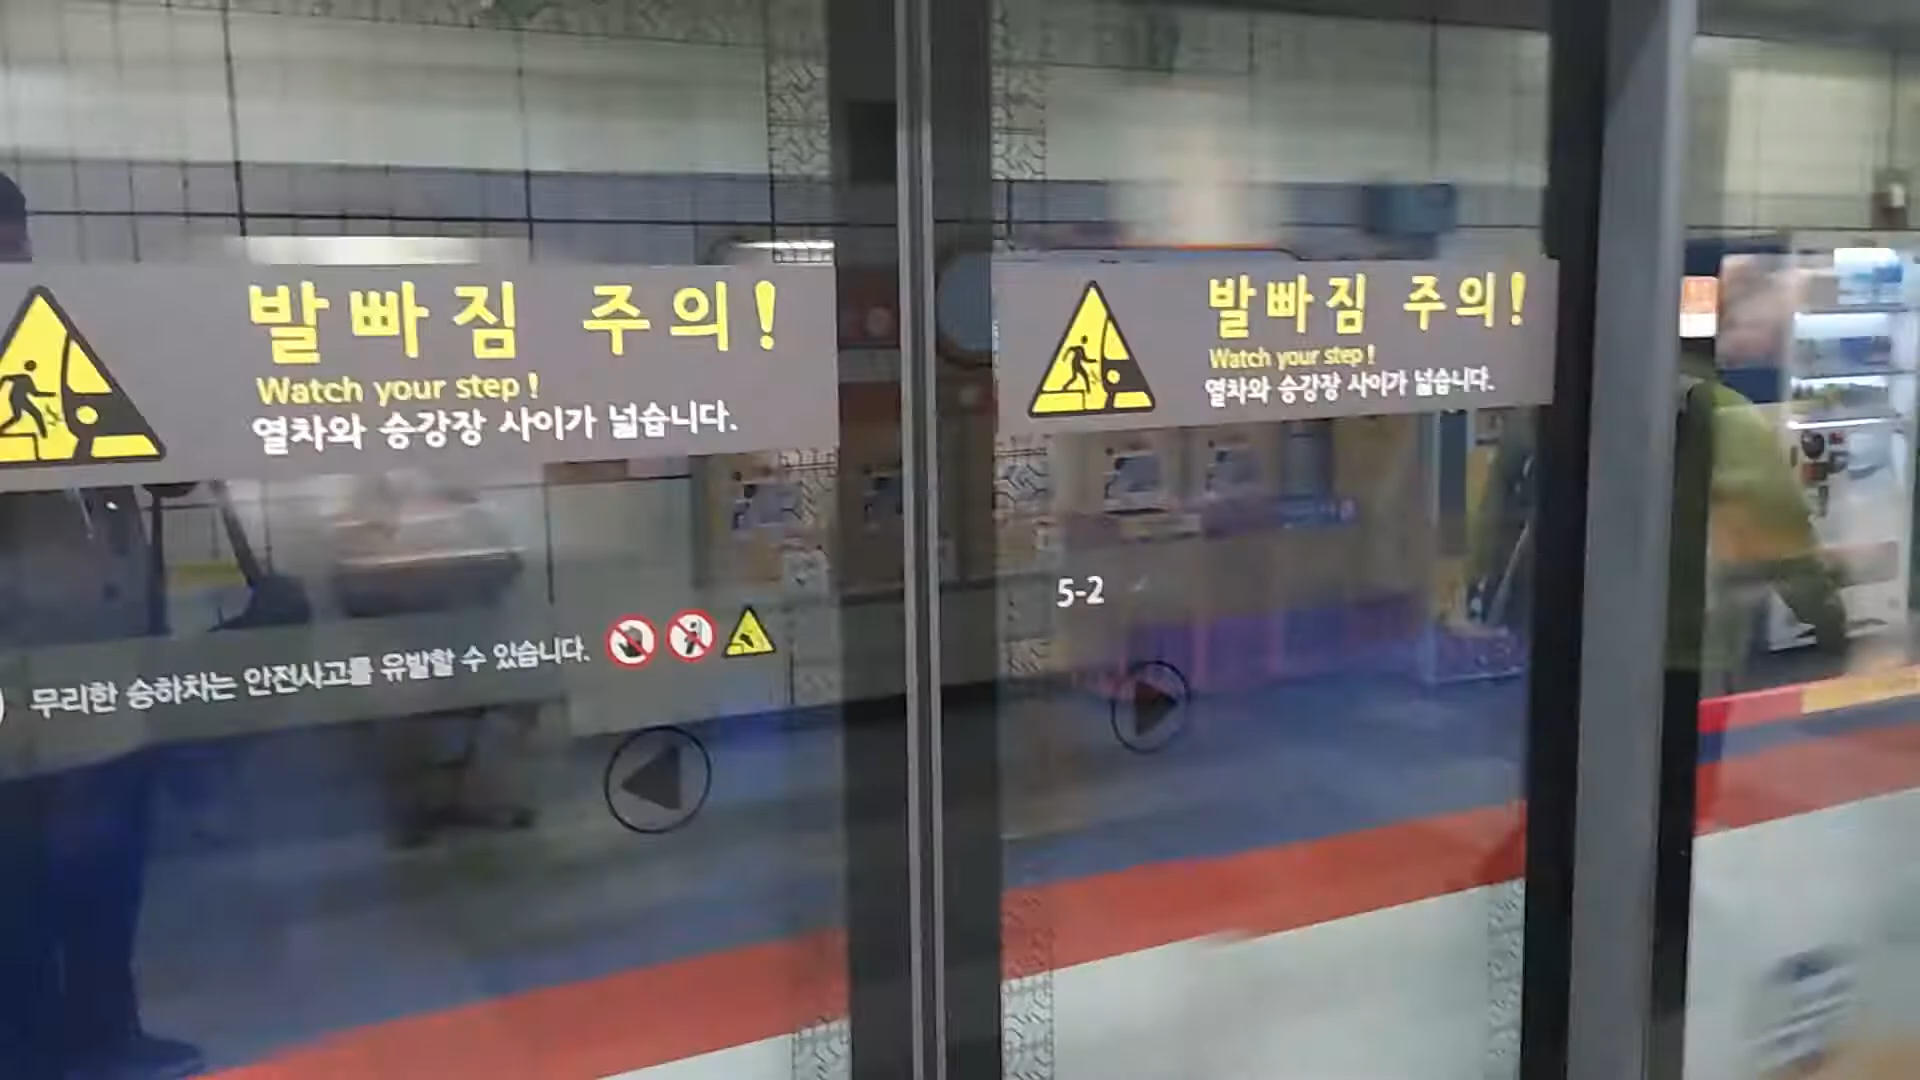 발빠짐 주의!
Watch your step!
열차와 승강장 사이가 넓습니다.
무리한 승하차는 안전사고를 유발할 수 있습니다.
발빠짐 주의!
Watch your step!
열차와 승강장 사이가 넓습니다.
5-2